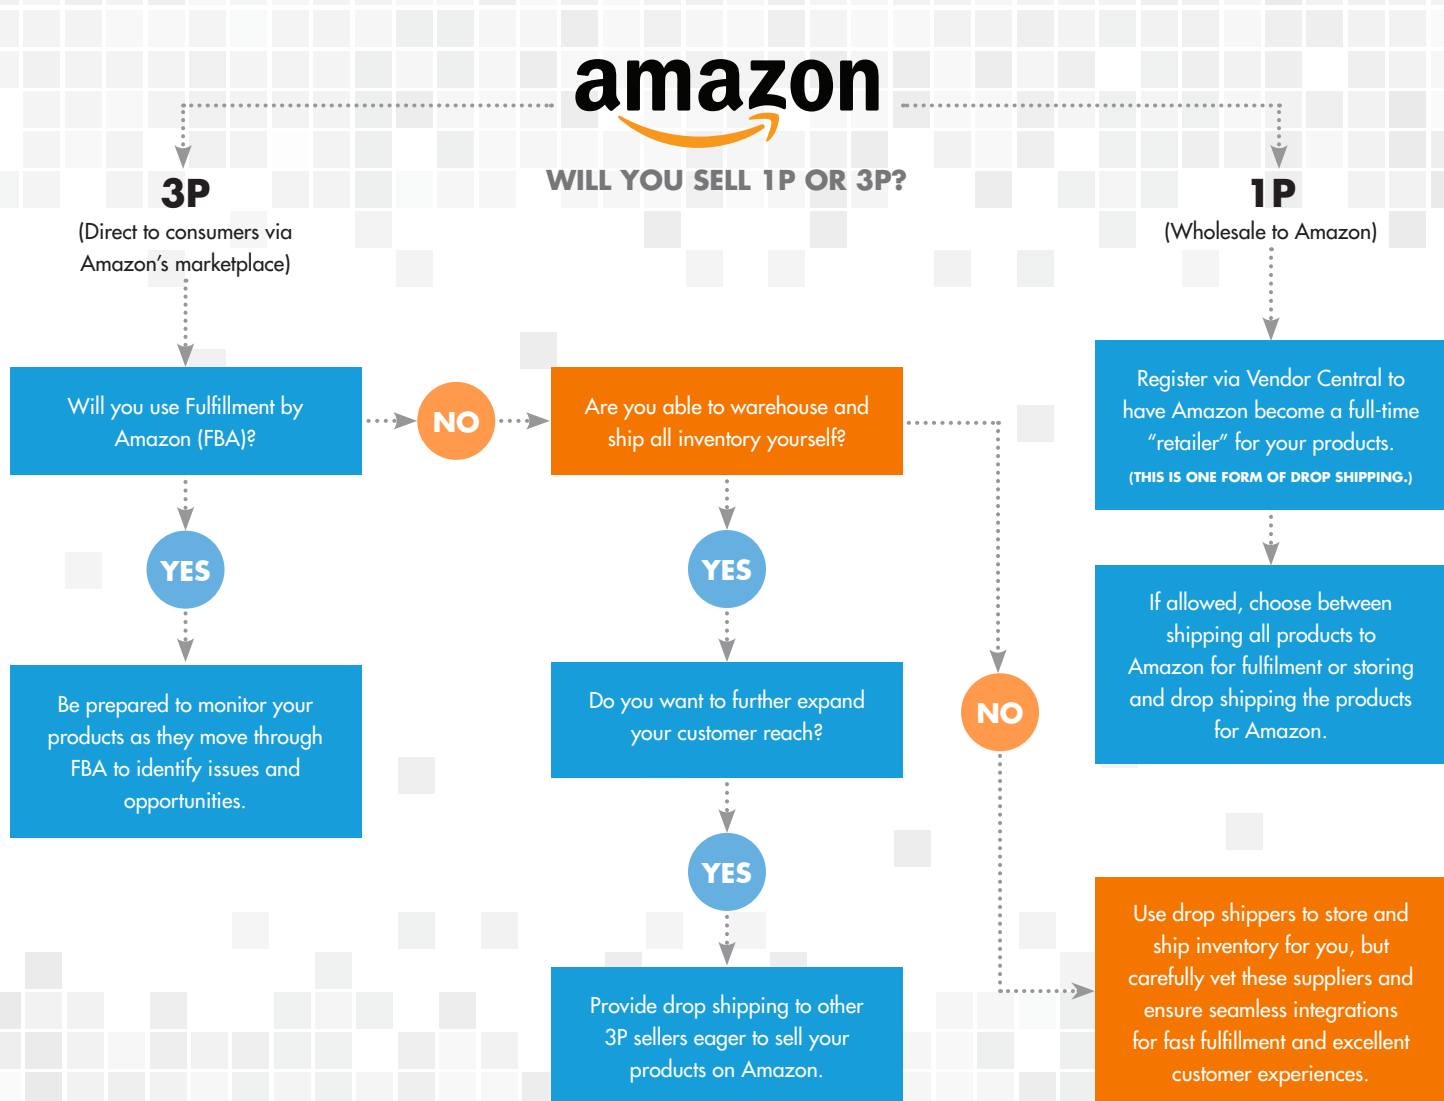 amazon
WILL YOU SELL 1P OR 3P?
3P
(Direct to consumers via
Amazon’s marketplace)
1P
(Wholesale to Amazon)
Will you use Fulfillment by
Amazon (FBA)?
NO
Are you able to warehouse and
ship all inventory yourself?
Register via Vendor Central to
have Amazon become a full-time
“retailer” for your products.
(THIS IS ONE FORM OF DROP SHIPPING.)
YES
YES
If allowed, choose between
shipping all products to
Amazon for fulfilment or storing
and drop shipping the products
for Amazon.
Be prepared to monitor your
products as they move through
FBA to identify issues and
opportunities.
Do you want to further expand
your customer reach?
NO
YES
Use drop shippers to store and
ship inventory for you, but
carefully vet these suppliers and
ensure seamless integrations
for fast fulfillment and excellent
customer experiences.
Provide drop shipping to other
3P sellers eager to sell your
products on Amazon.